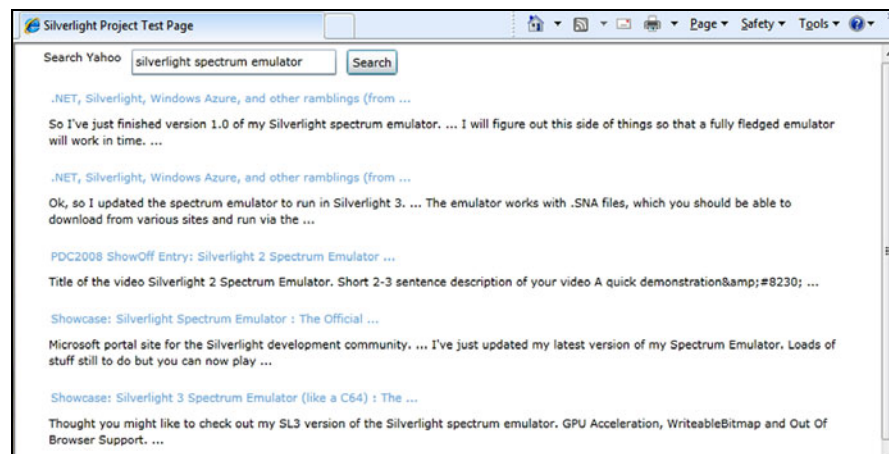 Silverlight Project Test Page
Page Safety Tools
Search Yahoo silverlight spectrum emulator Search
.NET, Silverlight, Windows Azure, and other ramblings (from ...
So I've just finished version 1.0 of my Silverlight spectrum emulator. ... I will figure out this side of things so that a fully fledged emulator
will work in time. ...
.NET, Silverlight, Windows Azure, and other ramblings (from ...
Ok, so I updated the spectrum emulator to run in Silverlight 3. ... The emulator works with .SNA files, which you should be able to
download from various sites and run via the ...
PDC2008 ShowOff Entry: Silverlight 2 Spectrum Emulator ...
Title of the video Silverlight 2 Spectrum Emulator. Short 2-3 sentence description of your video A quick demonstration&amp;#8230; ...
Showcase: Silverlight Spectrum Emulator : The Official ...
Microsoft portal site for the Silverlight development community. ... I've just updated my latest version of my Spectrum Emulator. Loads of
stuff still to do but you can now play ...
Showcase: Silverlight 3 Spectrum Emulator (like a C64) : The ...
Thought you might like to check out my SL3 version of the Silverlight spectrum emulator. GPU Acceleration, WriteableBitmap and Out Of
Browser Support. ...